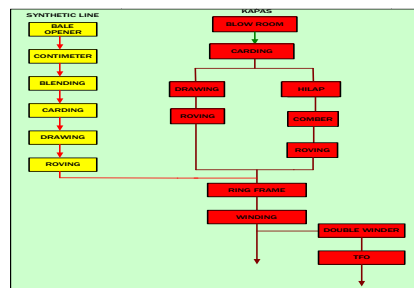 SYNTHETIC LINE
BALE
OPENER
CONTIMETER
BLENDING
CARDING
DRAWING
ROVING
KAPAS
BLOW ROOM
CARDING
DRAWING
ROVING
HILAP
COMBER
ROVING
RING FRAME
WINDING
DOUBLE WINDER
TFO